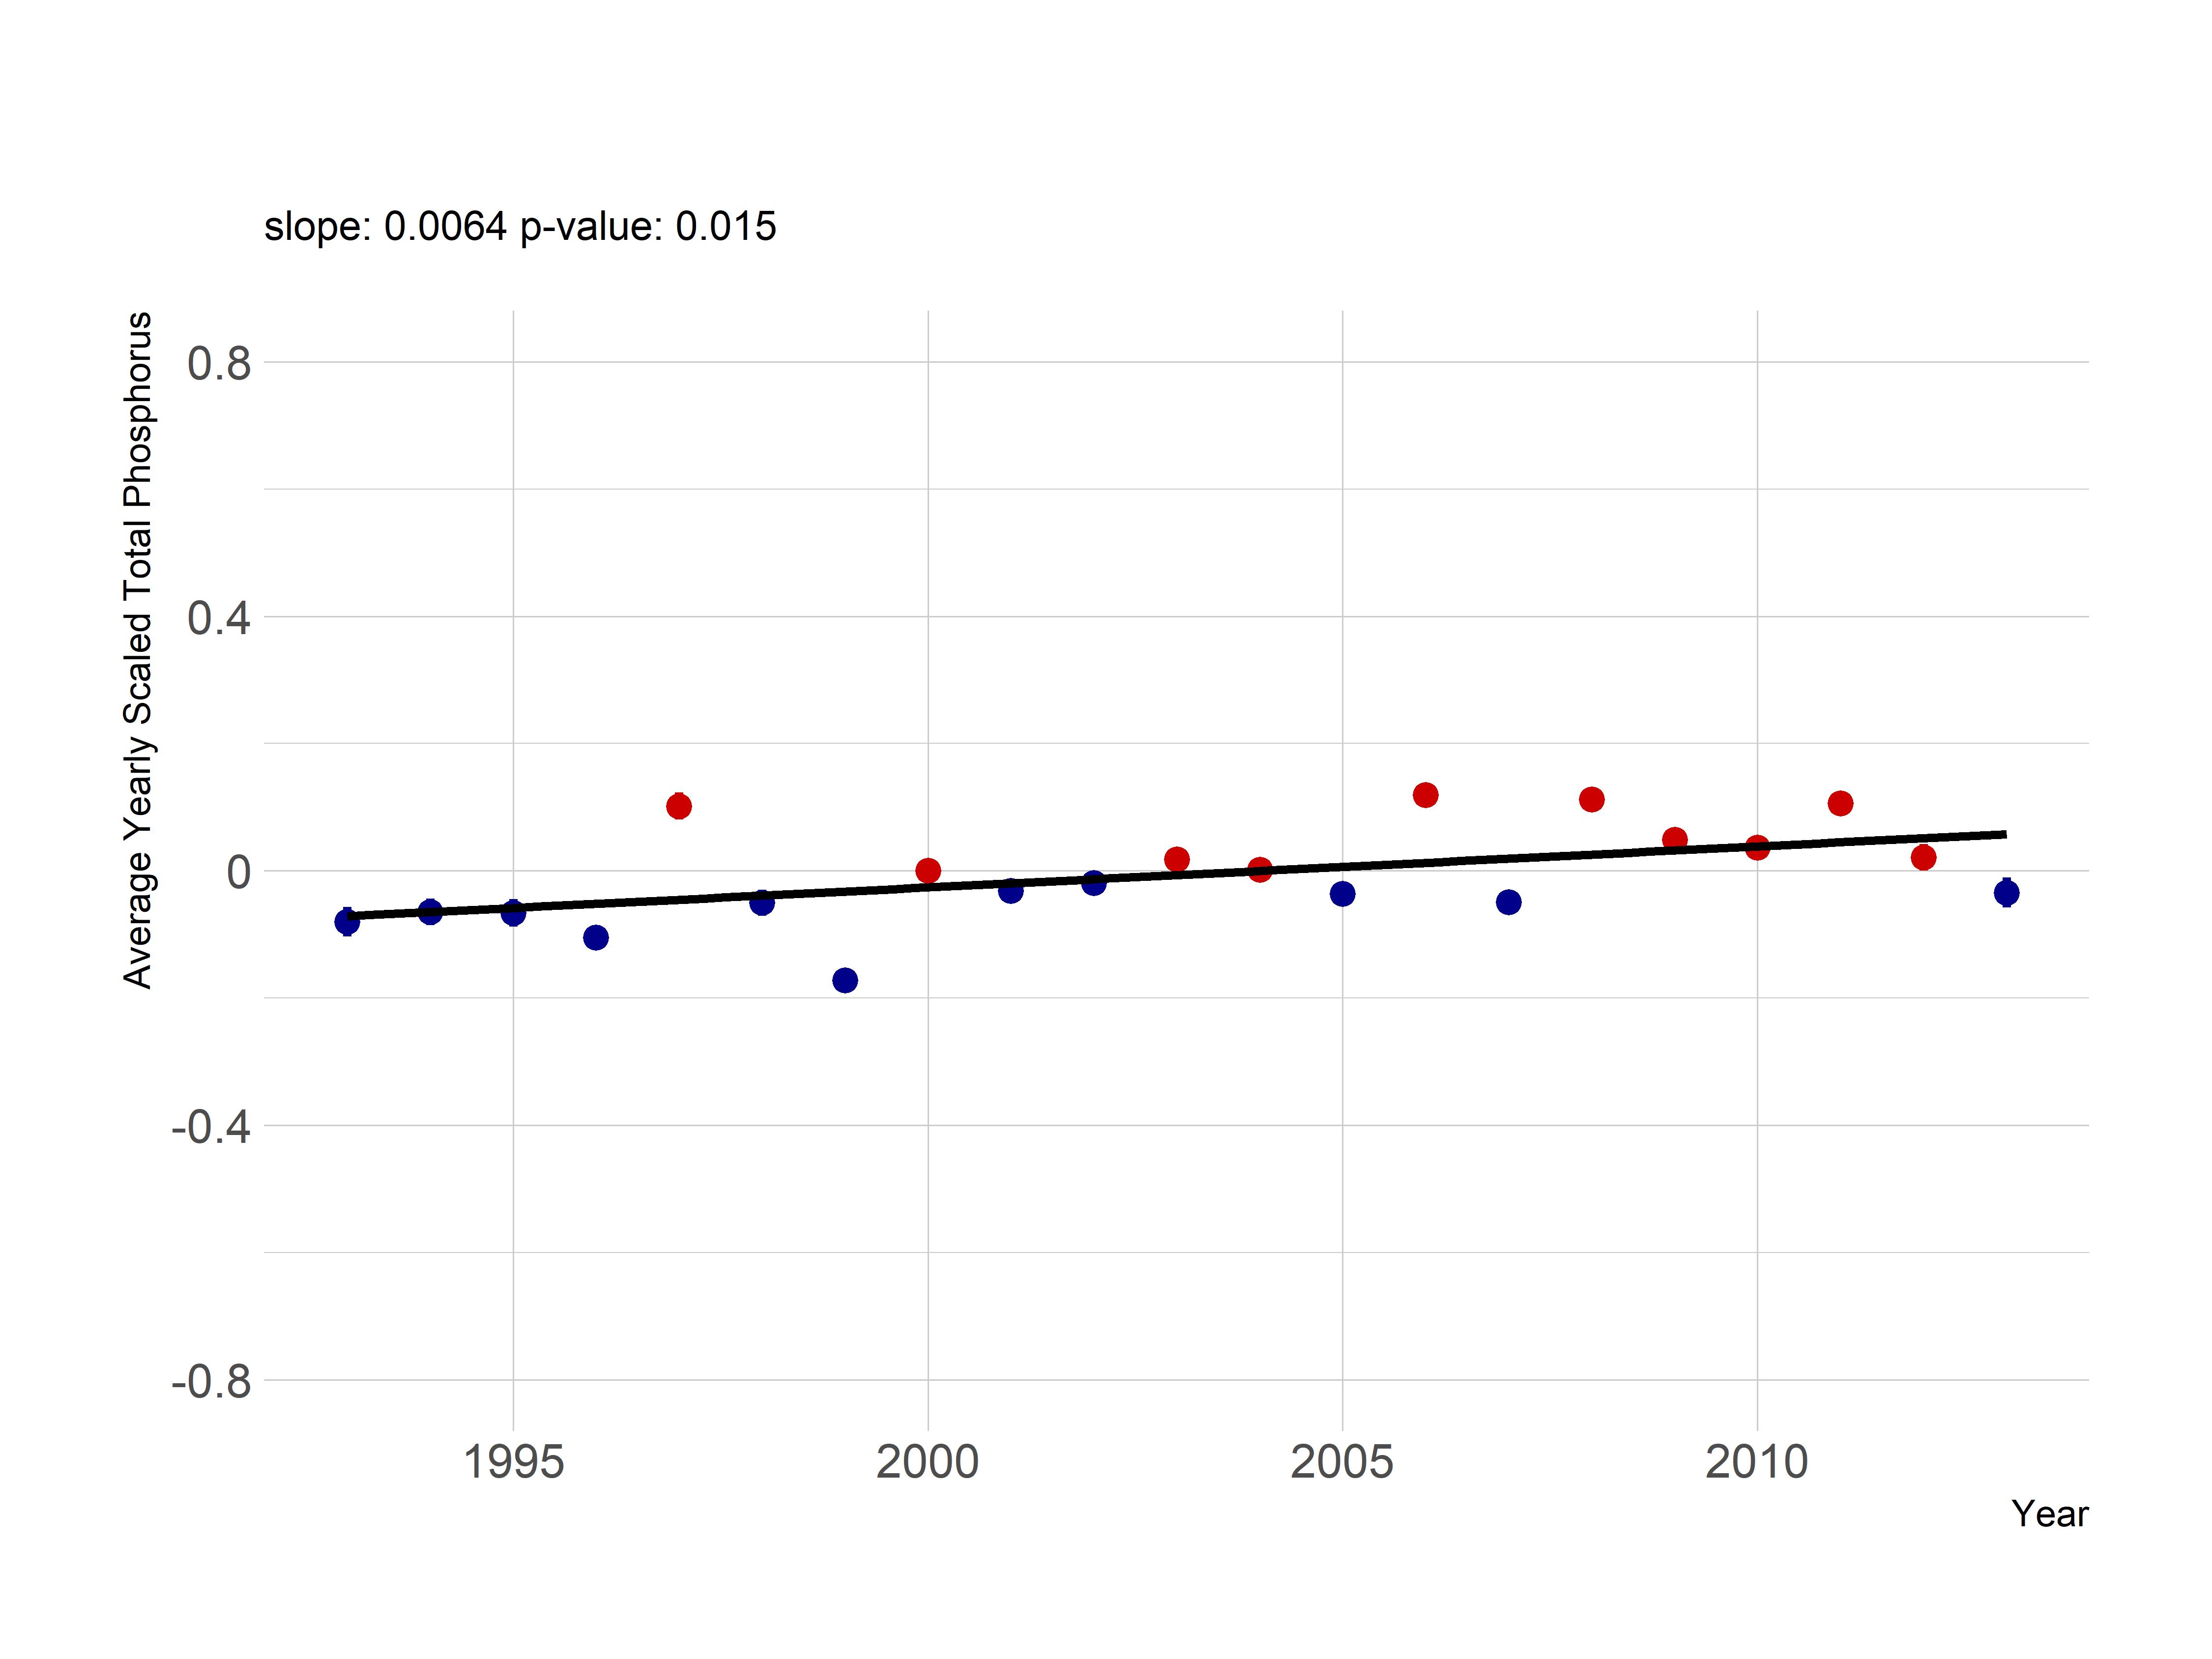 slope: 0.0064 p-value: 0.015
Average Yearly Scaled Total Phosphorus
0.8
0.4
0
-0.4
-0.8
1995 2000 2005 2010
Year